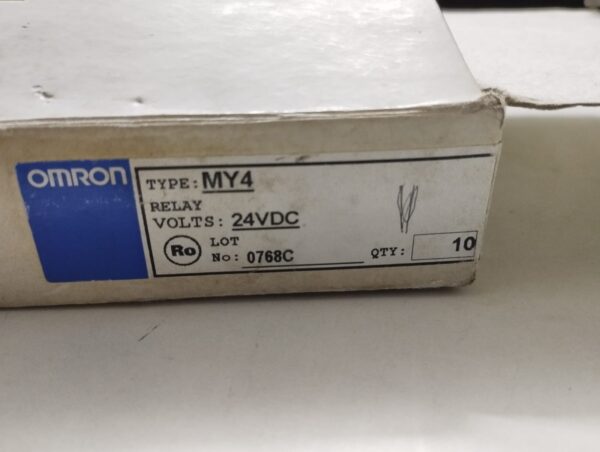 OMRON
TYPE: MY4
RELAY
VOLTS: 24VDC
Ro
LOT
No: 0768C
QTY: 10